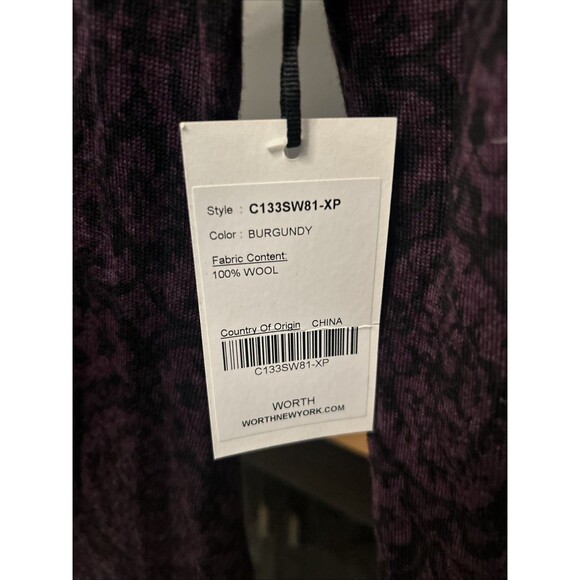 Style : C133SW81-XP
Color : BURGUNDY
Fabric Content:
100% WOOL
Country Of Origin CHINA
C133SW81-XP
WORTH
WORTHNEWYORK.COM